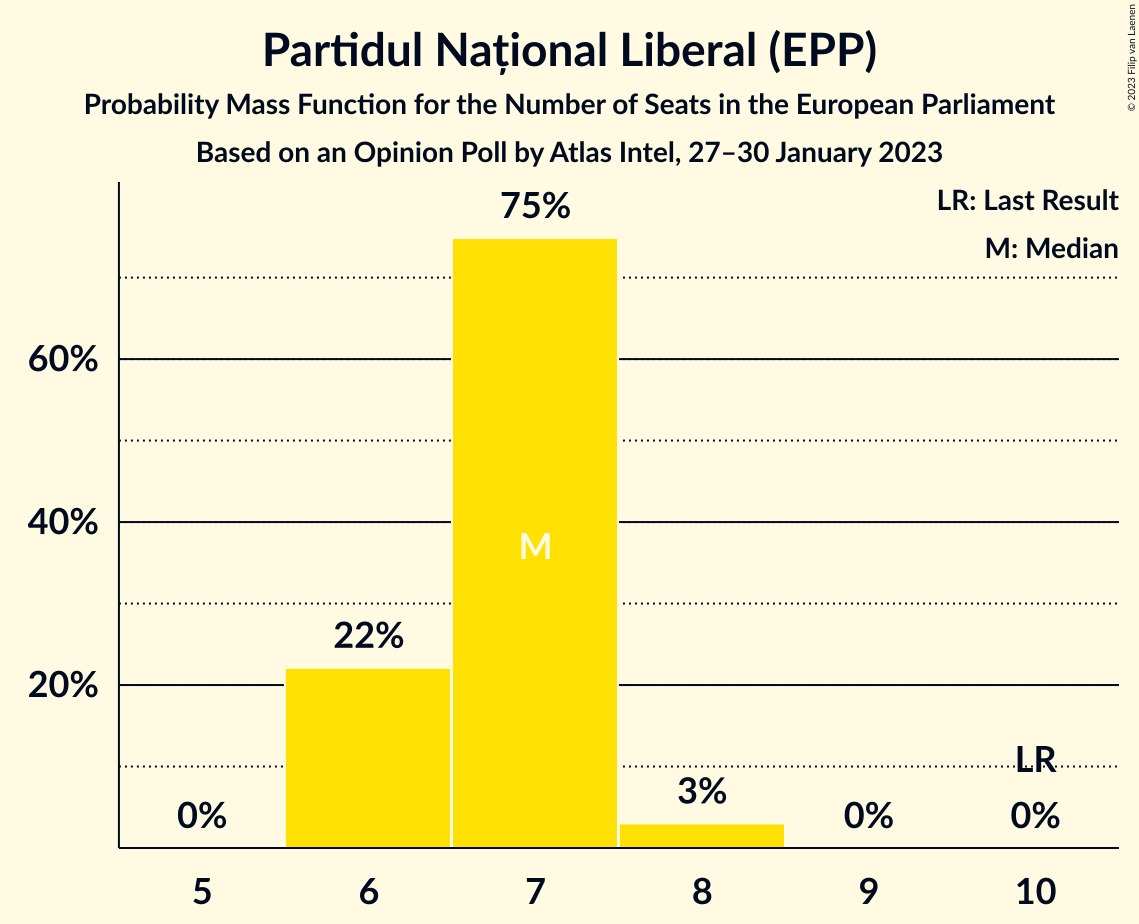 Partidul Național Liberal (EPP)
Probability Mass Function for the Number of Seats in the European Parliament
Based on an Opinion Poll by Atlas Intel, 27–30 January 2023
© 2023 Filip van Laenen
LR: Last Result
M: Median
75%
60%
40%
M
22%
20%
LR
3%
0%
0%
0%
5
6
7
8
9
10